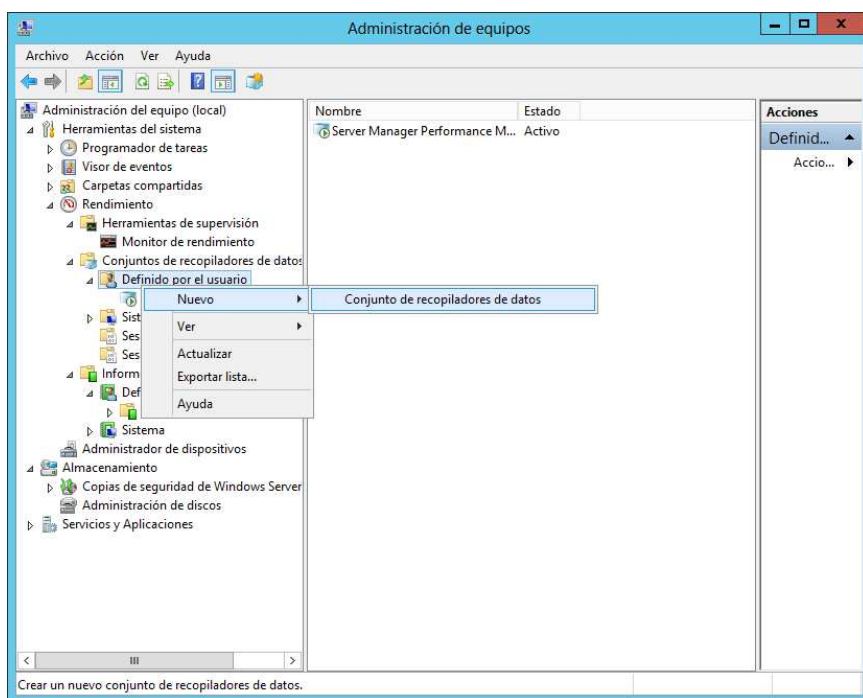 Administración de equipos
Archivo Acción Ver Ayuda
Administración del equipo (local)
Herramientas del sistema
Programador de tareas
Visor de eventos
Carpetas compartidas
Rendimiento
Herramientas de supervisión
Monitor de rendimiento
Conjuntos de recopiladores de datos
Definido por el usuario
Sist
Ses
Ses
Inform
Def
Sistema
Administrador de dispositivos
Almacenamiento
Copias de seguridad de Windows Server
Administración de discos
Servicios y Aplicaciones
Nuevo
Ver
Actualizar
Exportar lista...
Ayuda
Conjunto de recopiladores de datos
Nombre Estado
Server Manager Performance M... Activo
Acciones
Definid...
Accio...
Crear un nuevo conjunto de recopiladores de datos.